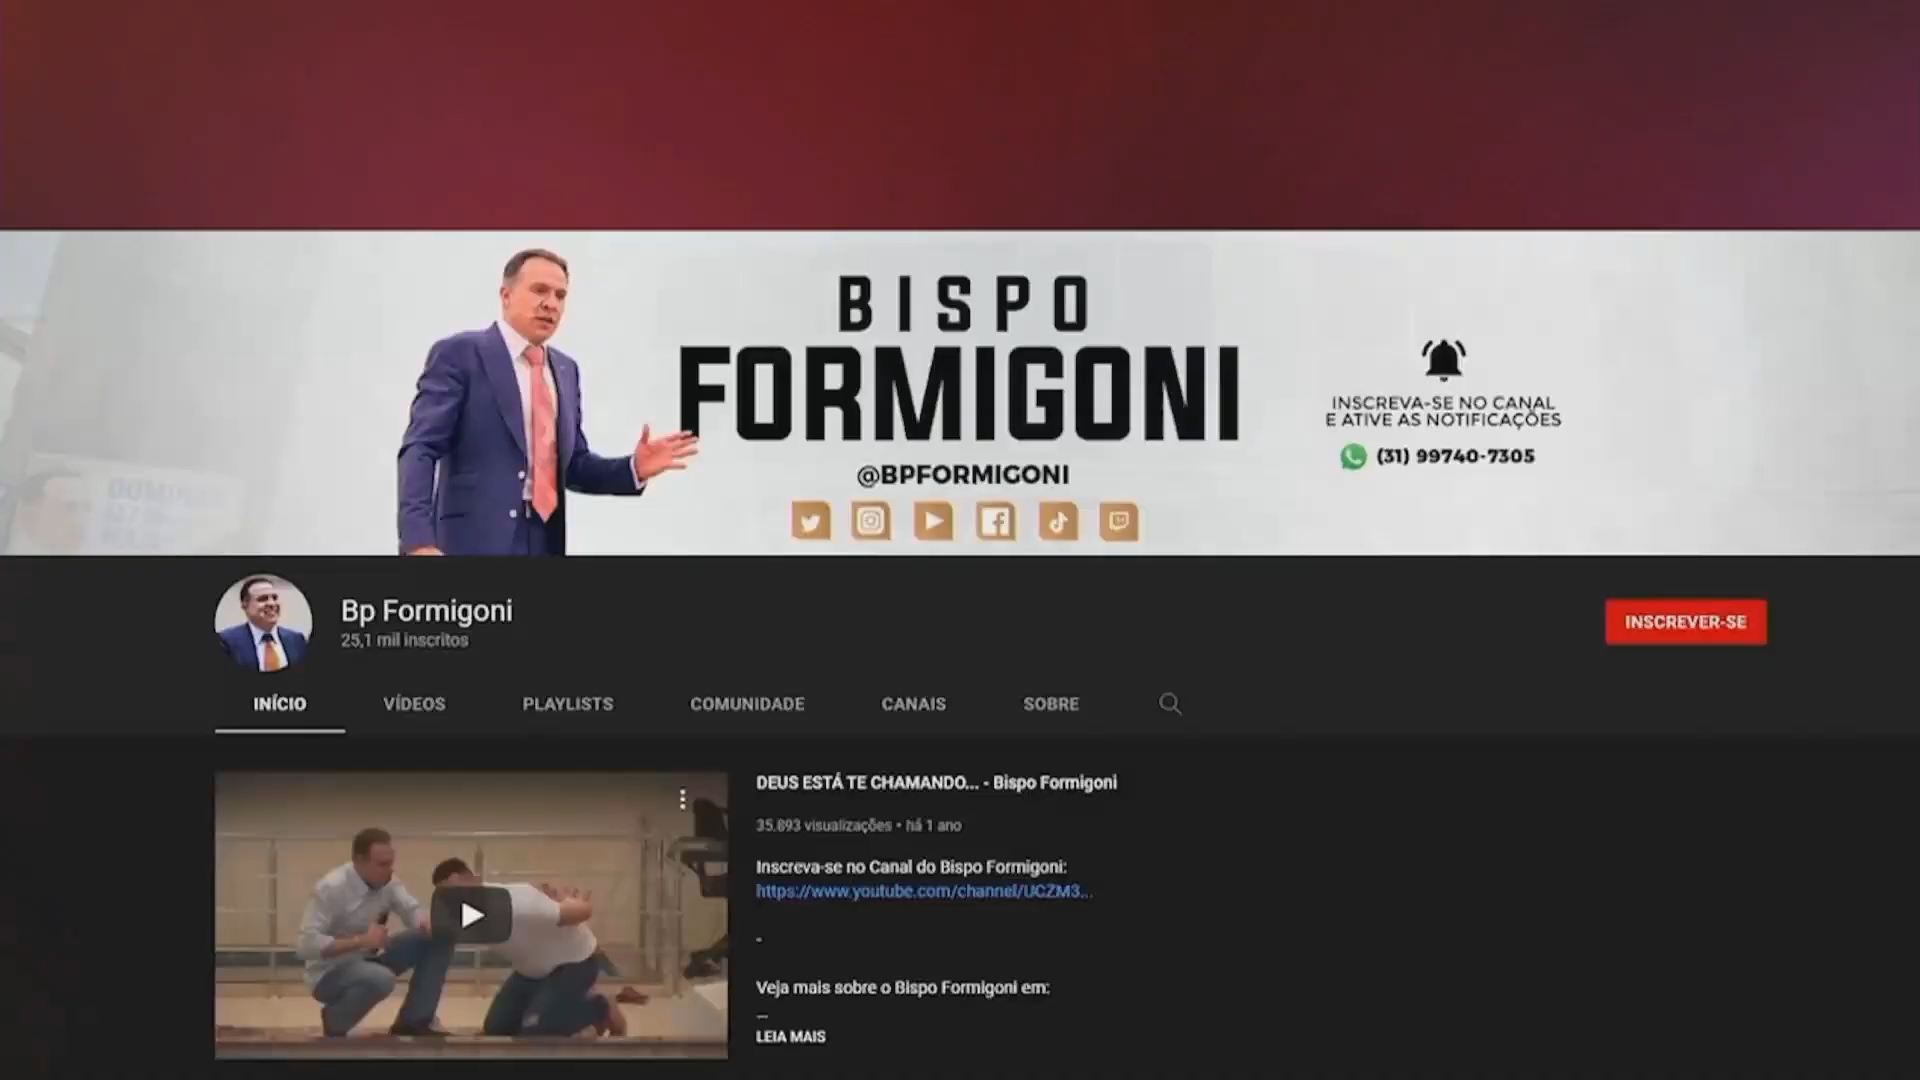 BISPO
FORMIGONI
@BPFORMIGONI
INSCREVA-SE NO CANAL
E ATIVE AS NOTIFICAÇÕES
(31) 99740-7305
Bp Formigoni
25,1 mil inscritos
INSCREVER-SE
INÍCIO VÍDEOS PLAYLISTS COMUNIDADE CANAIS SOBRE
DEUS ESTÁ TE CHAMANDO... - Bispo Formigoni
35.893 visualizações • há 1 ano
Inscreva-se no Canal do Bispo Formigoni:
https://www.youtube.com/channel/UCZM3...
-
Veja mais sobre o Bispo Formigoni em:
...
LEIA MAIS